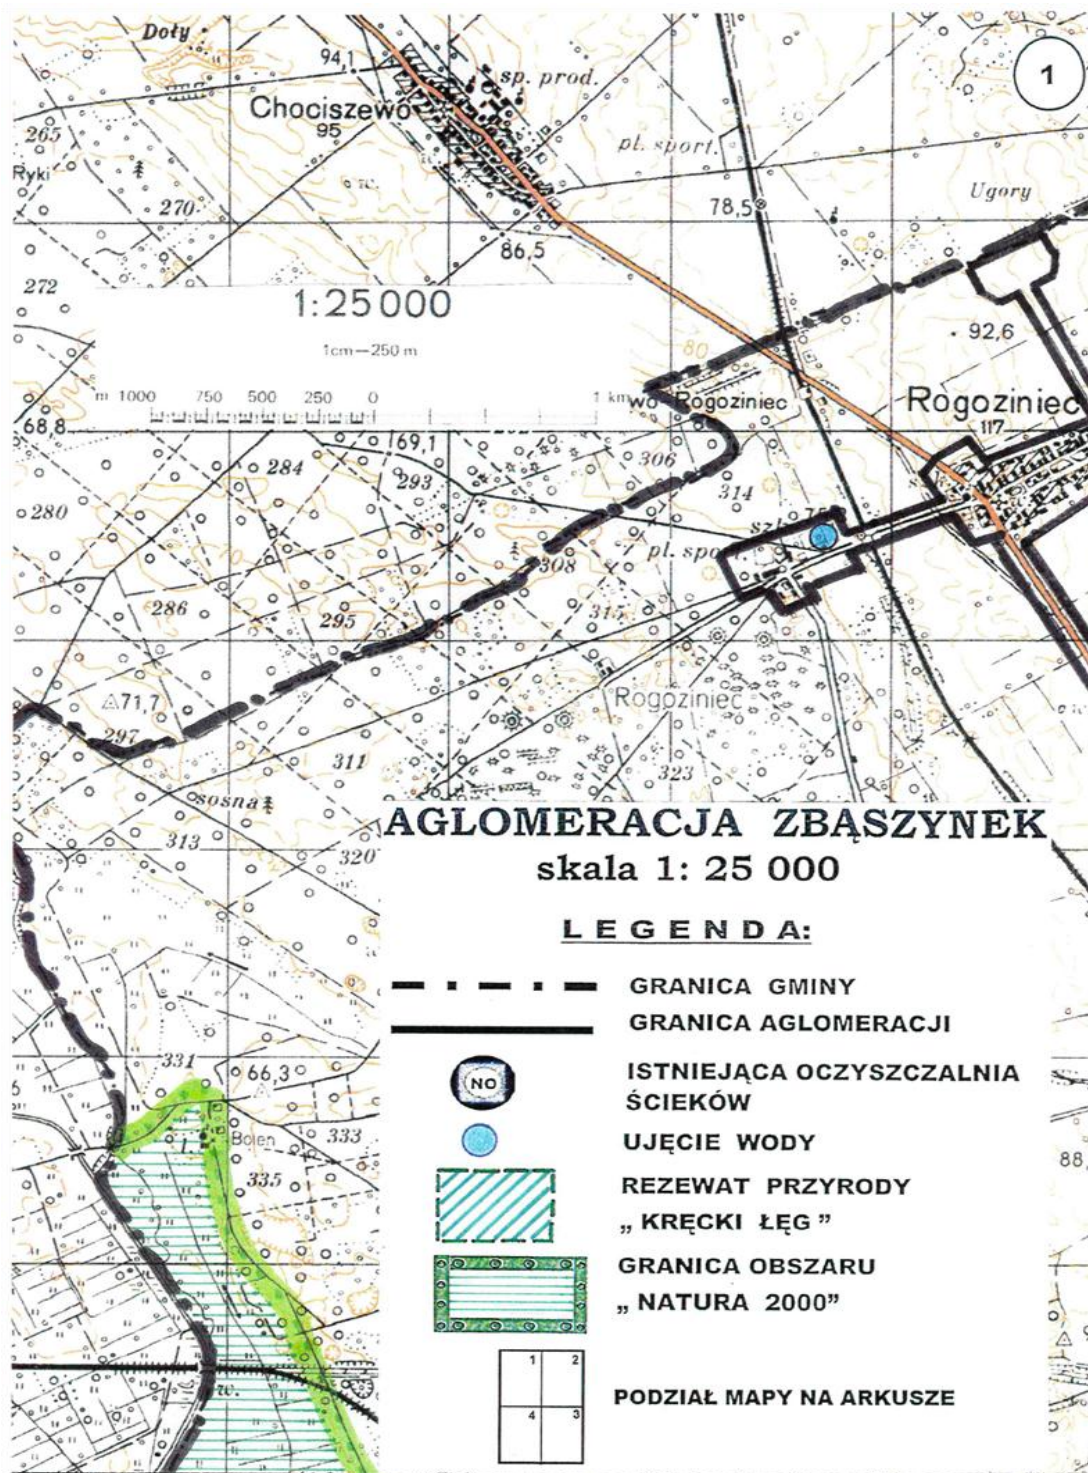 Doły
94,1
sp. prod.
1
Chociszewo
95
265
pl. sport.
Ryki
w.
Ugory
270
78,5
86,5
272
1:25000
92,6
1cm—250 m
80
m 1000 750 500 250 0 1 km
wo Rogoziniec
Rogoziniec
117
68,8
69,1
284
306
293
314
280
pl. spo
308
286
295
315
71,7
Rogoziniec
297
311
323
sosna
AGLOMERACJA ZBĄSZYNEK
skala 1: 25 000
313
320
LEGENDA:
GRANICA GMINY
GRANICA AGLOMERACJI
331
66,3
NO
ISTNIEJĄCA OCZYSZCZALNIA
ŚCIEKÓW
Boleń
333
UJĘCIE WODY
88,
335
REZEWAT PRZYRODY
„ KRĘCKI ŁĘG ”
GRANICA OBSZARU
„ NATURA 2000”
1 2
4 3
PODZIAŁ MAPY NA ARKUSZE
w.